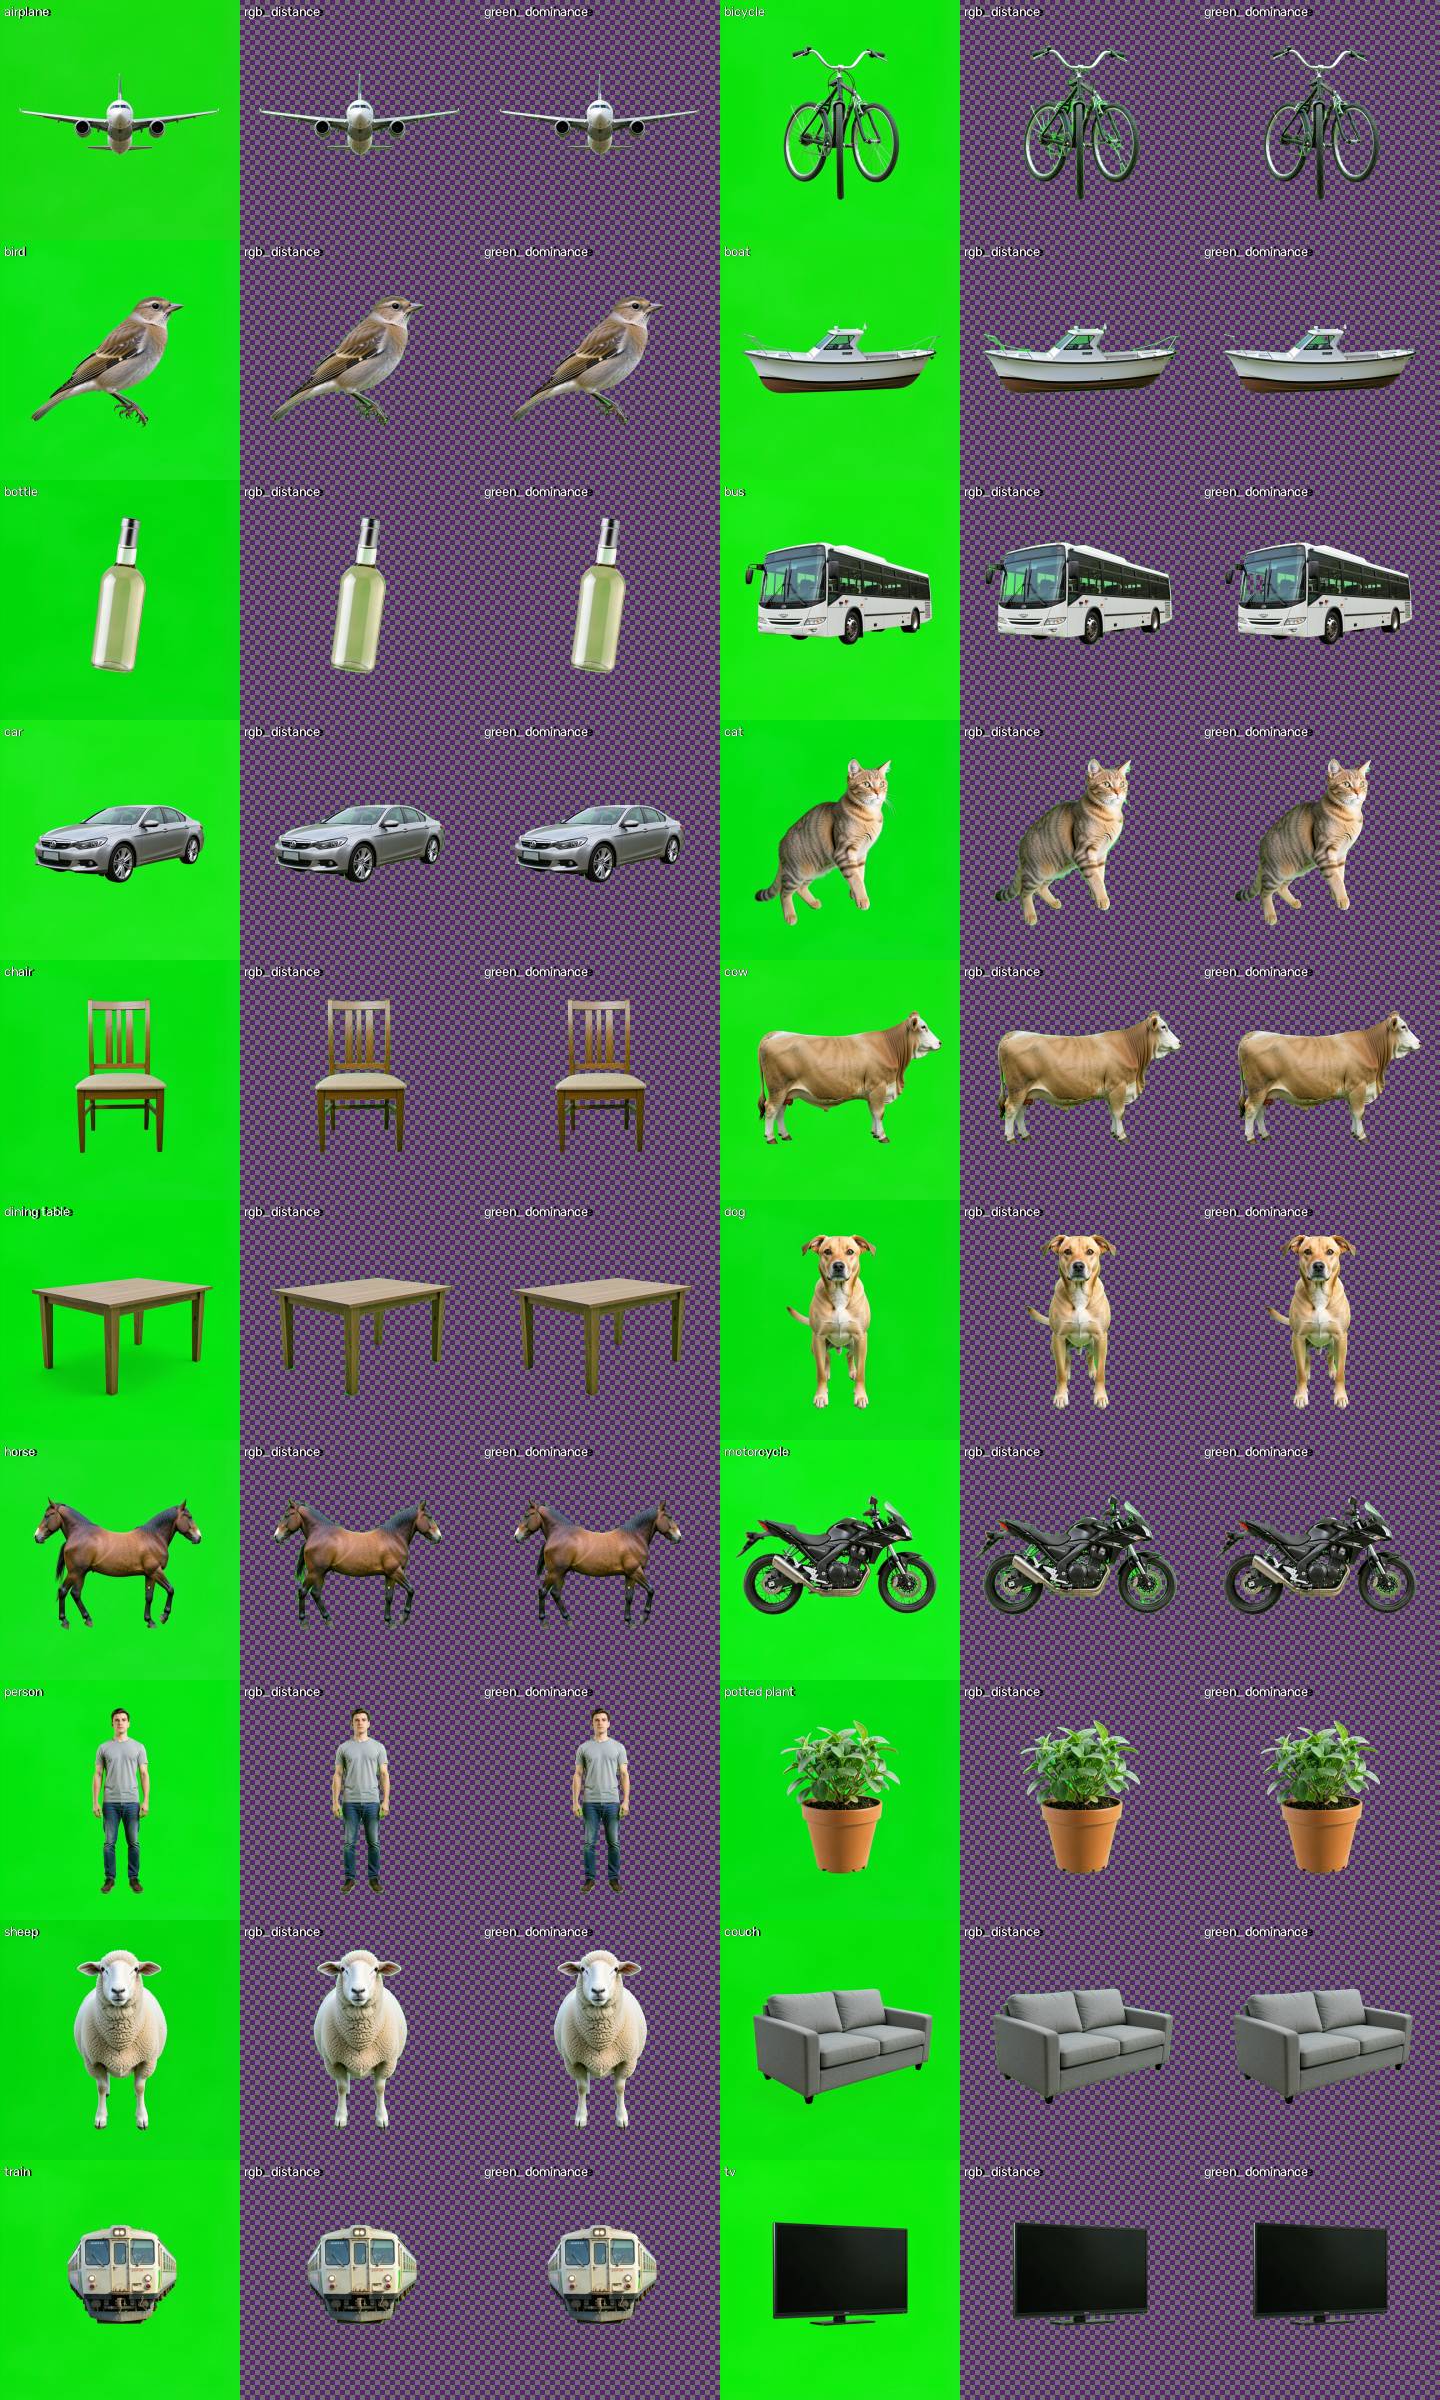 airplane rgb_distance green_dominance bicycle rgb_distance green_dominance
bird rgb_distance green_dominance boat rgb_distance green_dominance
bottle rgb_distance green_dominance bus rgb_distance green_dominance
car rgb_distance green_dominance cat rgb_distance green_dominance
chair rgb_distance green_dominance cow rgb_distance green_dominance
dining table rgb_distance green_dominance dog rgb_distance green_dominance
horse rgb_distance green_dominance motorcycle rgb_distance green_dominance
person rgb_distance green_dominance potted plant rgb_distance green_dominance
sheep rgb_distance green_dominance couch rgb_distance green_dominance
train rgb_distance green_dominance tv rgb_distance green_dominance